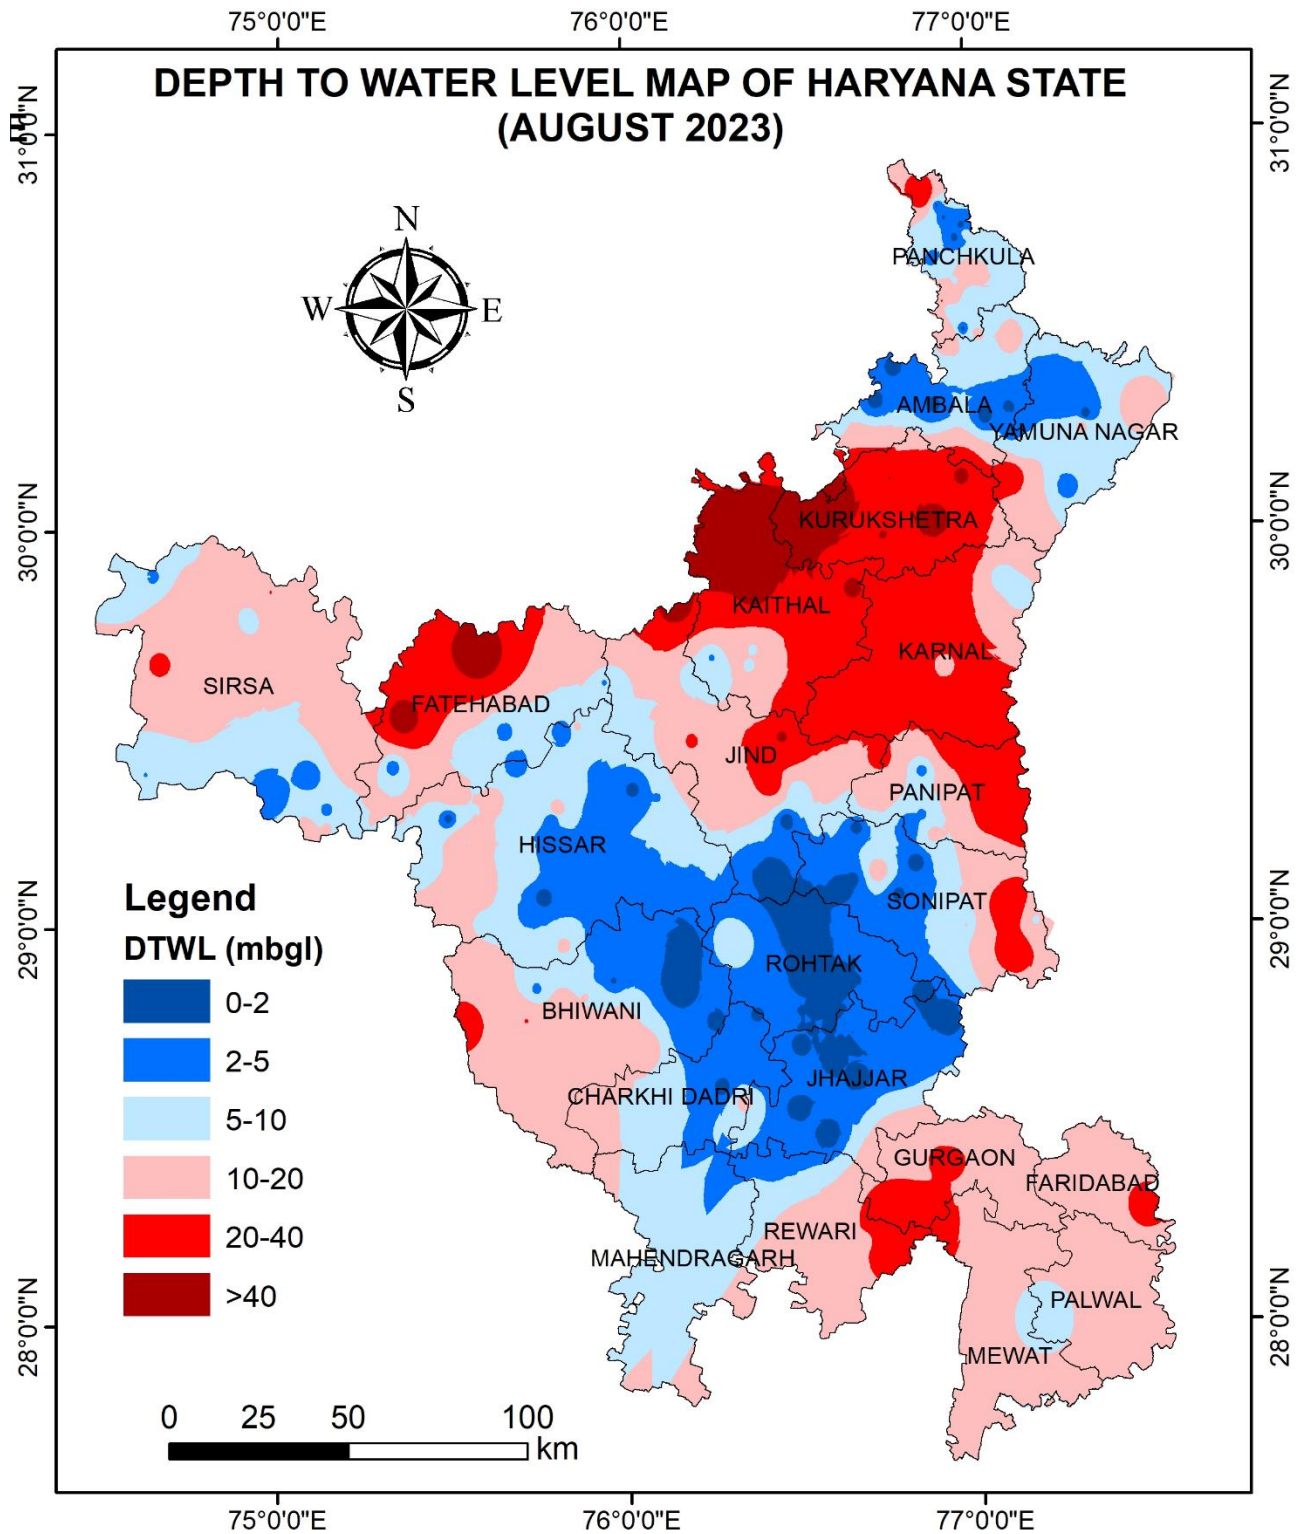 75°0'0"E 76°0'0"E 77°0'0"E
DEPTH TO WATER LEVEL MAP OF HARYANA STATE
(AUGUST 2023)
31°0'0"N
31°0'0"N
N
W E
S
PANCHKULA
AMBALA
YAMUNA NAGAR
KURUKSHETRA
30°0'0"N
30°0'0"N
KAITHAL
KARNAL
SIRSA
FATEHABAD
JIND
PANIPAT
HISSAR
SONIPAT
29°0'0"N
29°0'0"N
ROHTAK
BHIWANI
JHAJJAR
CHARKHI DADRI
GURGAON
FARIDABAD
REWARI
MAHENDRAGARH
PALWAL
MEWAT
28°0'0"N
28°0'0"N
Legend
DTWL (mbgl)
0-2
2-5
5-10
10-20
20-40
>40
0 25 50 100
km
75°0'0"E 76°0'0"E 77°0'0"E